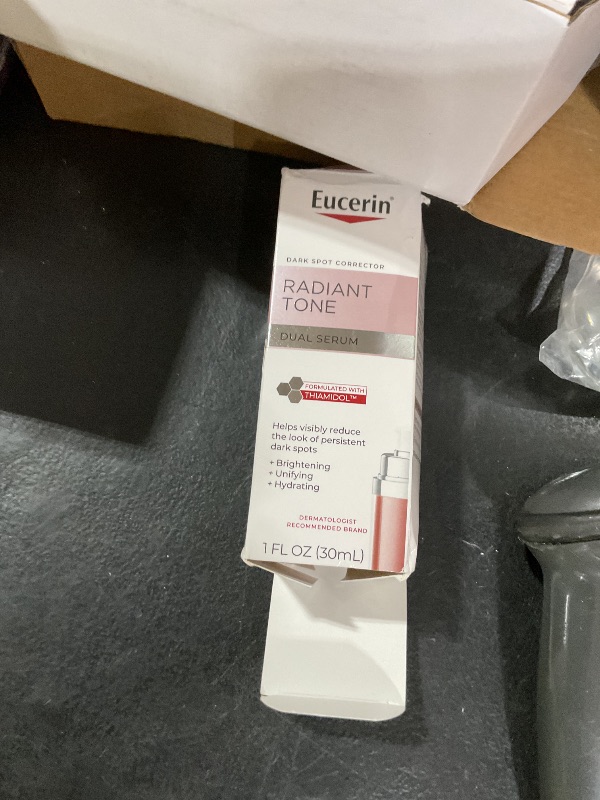 Eucerin®
DARK SPOT CORRECTOR
RADIANT
TONE
DUAL SERUM
FORMULATED WITH
THIAMIDOL™
Helps visibly reduce
the look of persistent
dark spots
+ Brightening
+ Unifying
+ Hydrating
DERMATOLOGIST
RECOMMENDED BRAND
1 FL OZ (30mL)